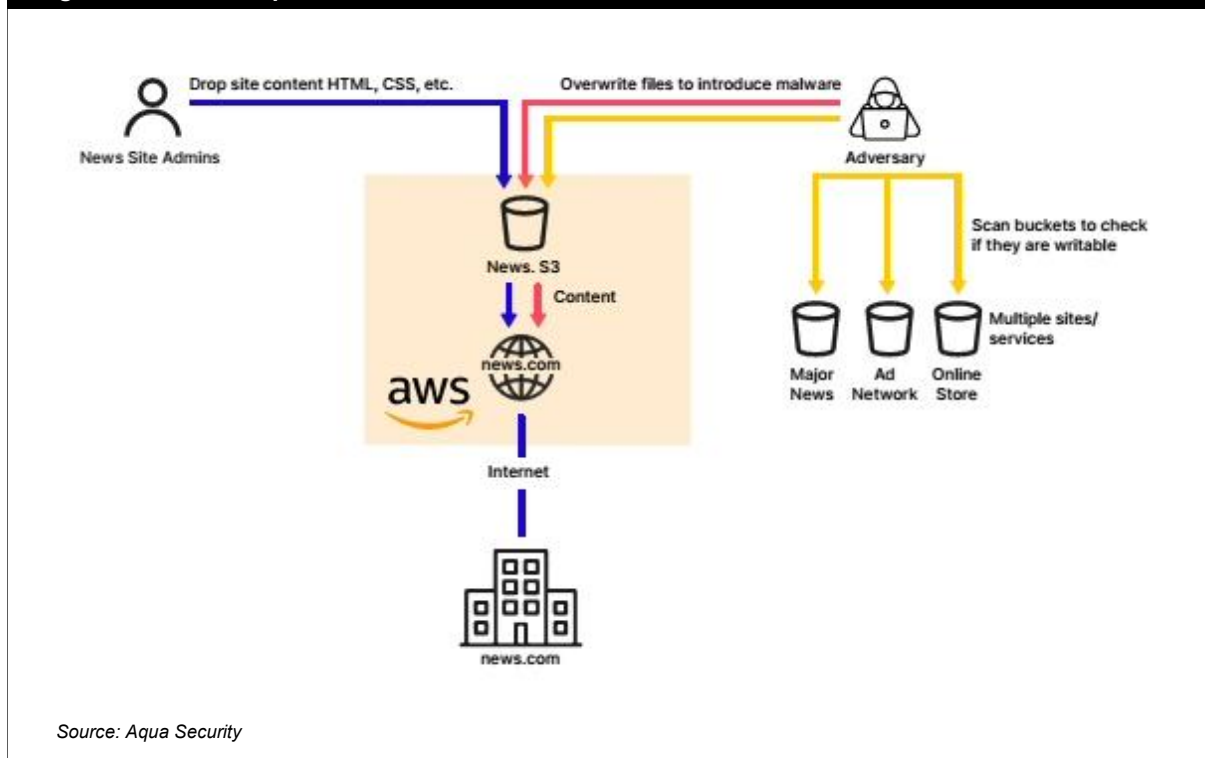 Drop site content HTML, CSS, etc.
Overwrite files to introduce malware
News Site Admins
Adversary
Scan buckets to check
if they are writable
News. S3
Content
news.com
aws
Multiple sites/
services
Major
News
Ad
Network
Online
Store
Internet
news.com
Source: Aqua Security